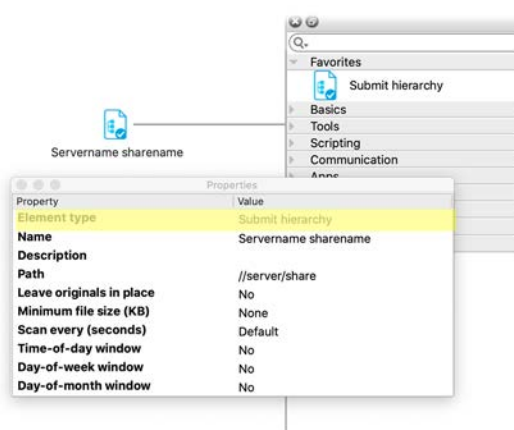 Favorites
Submit hierarchy
Basics
Tools
Scripting
Communication
Apps
Servername sharename
Properties
Property Value
Element type Submit hierarchy
Name Servername sharename
Description
Path //server/share
Leave originals in place No
Minimum file size (KB) None
Scan every (seconds) Default
Time-of-day window No
Day-of-week window No
Day-of-month window No